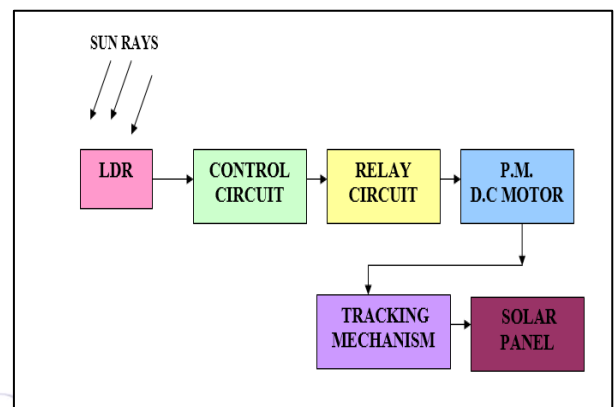 SUN RAYS
LDR
CONTROL
CIRCUIT
RELAY
CIRCUIT
P.M.
D.C MOTOR
TRACKING
MECHANISM
SOLAR
PANEL